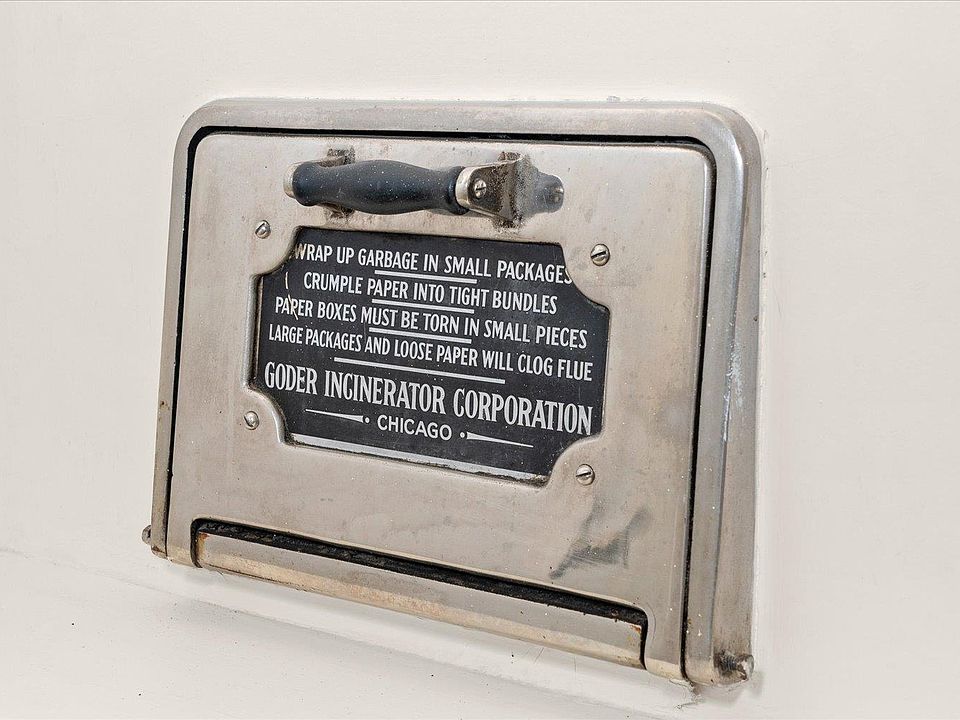 WRAP UP GARBAGE IN SMALL PACKAGES
CRUMPLE PAPER INTO TIGHT BUNDLES
PAPER BOXES MUST BE TORN IN SMALL PIECES
LARGE PACKAGES AND LOOSE PAPER WILL CLOG FLUE
GODER INCINERATOR CORPORATION
CHICAGO